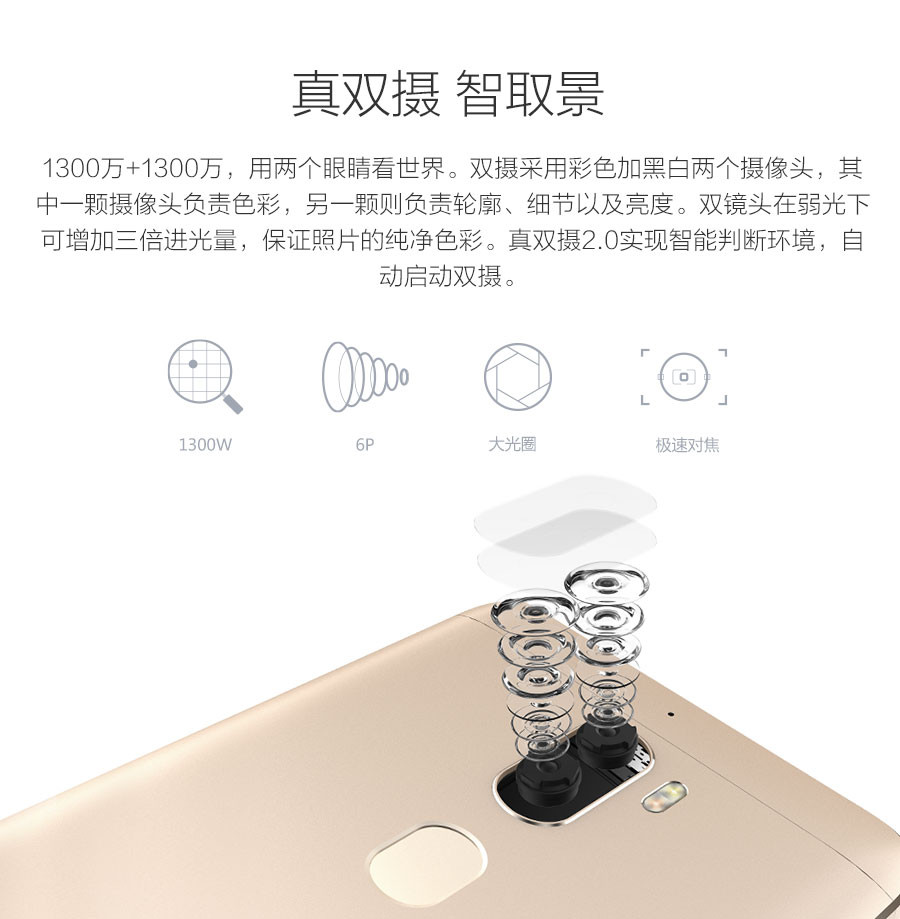 真双摄 智取景
1300万+1300万，用两个眼睛看世界。双摄采用彩色加黑白两个摄像头，其
中一颗摄像头负责色彩，另一颗则负责轮廓、细节以及亮度。双镜头在弱光下
可增加三倍进光量，保证照片的纯净色彩。真双摄2.0实现智能判断环境，自
动启动双摄。
1300W
6P
大光圈
极速对焦